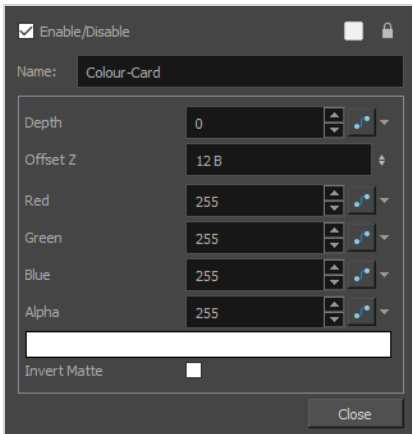 Enable/Disable
Name: Colour-Card
Depth 0
Offset Z 12 B
Red 255
Green 255
Blue 255
Alpha 255
Invert Matte
Close